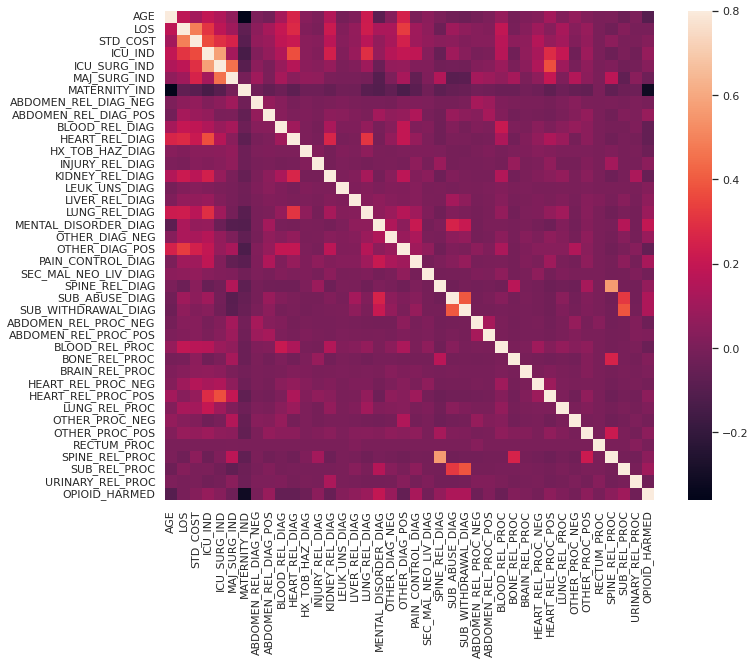 AGE
LOS
STD_COST
ICU_IND
ICU_SURG_IND
MAJ_SURG_IND
MATERNITY_IND
ABDOMEN_REL_DIAG_NEG
ABDOMEN_REL_DIAG_POS
BLOOD_REL_DIAG
HEART_REL_DIAG
HX_TOB_HAZ_DIAG
INJURY_REL_DIAG
KIDNEY_REL_DIAG
LEUK_UNS_DIAG
LIVER_REL_DIAG
LUNG_REL_DIAG
MENTAL_DISORDER_DIAG
OTHER_DIAG_NEG
OTHER_DIAG_POS
PAIN_CONTROL_DIAG
SEC_MAL_NEO_LIV_DIAG
SPINE_REL_DIAG
SUB_ABUSE_DIAG
SUB_WITHDRAWAL_DIAG
ABDOMEN_REL_PROC_NEG
ABDOMEN_REL_PROC_POS
BLOOD_REL_PROC
BONE_REL_PROC
BRAIN_REL_PROC
HEART_REL_PROC_NEG
HEART_REL_PROC_POS
LUNG_REL_PROC
OTHER_PROC_NEG
OTHER_PROC_POS
RECTUM_PROC
SPINE_REL_PROC
SUB_REL_PROC
URINARY_REL_PROC
OPIOID_HARMED
AGE
LOS
STD_COST
ICU_IND
ICU_SURG_IND
MAJ_SURG_IND
MATERNITY_IND
ABDOMEN_REL_DIAG_NEG
ABDOMEN_REL_DIAG_POS
BLOOD_REL_DIAG
HEART_REL_DIAG
HX_TOB_HAZ_DIAG
INJURY_REL_DIAG
KIDNEY_REL_DIAG
LEUK_UNS_DIAG
LIVER_REL_DIAG
LUNG_REL_DIAG
MENTAL_DISORDER_DIAG
OTHER_DIAG_NEG
OTHER_DIAG_POS
PAIN_CONTROL_DIAG
SEC_MAL_NEO_LIV_DIAG
SPINE_REL_DIAG
SUB_ABUSE_DIAG
SUB_WITHDRAWAL_DIAG
ABDOMEN_REL_PROC_NEG
ABDOMEN_REL_PROC_POS
BLOOD_REL_PROC
BONE_REL_PROC
BRAIN_REL_PROC
HEART_REL_PROC_NEG
HEART_REL_PROC_POS
LUNG_REL_PROC
OTHER_PROC_NEG
OTHER_PROC_POS
RECTUM_PROC
SPINE_REL_PROC
SUB_REL_PROC
URINARY_REL_PROC
OPIOID_HARMED
0.8
0.6
0.4
0.2
0.0
−0.2